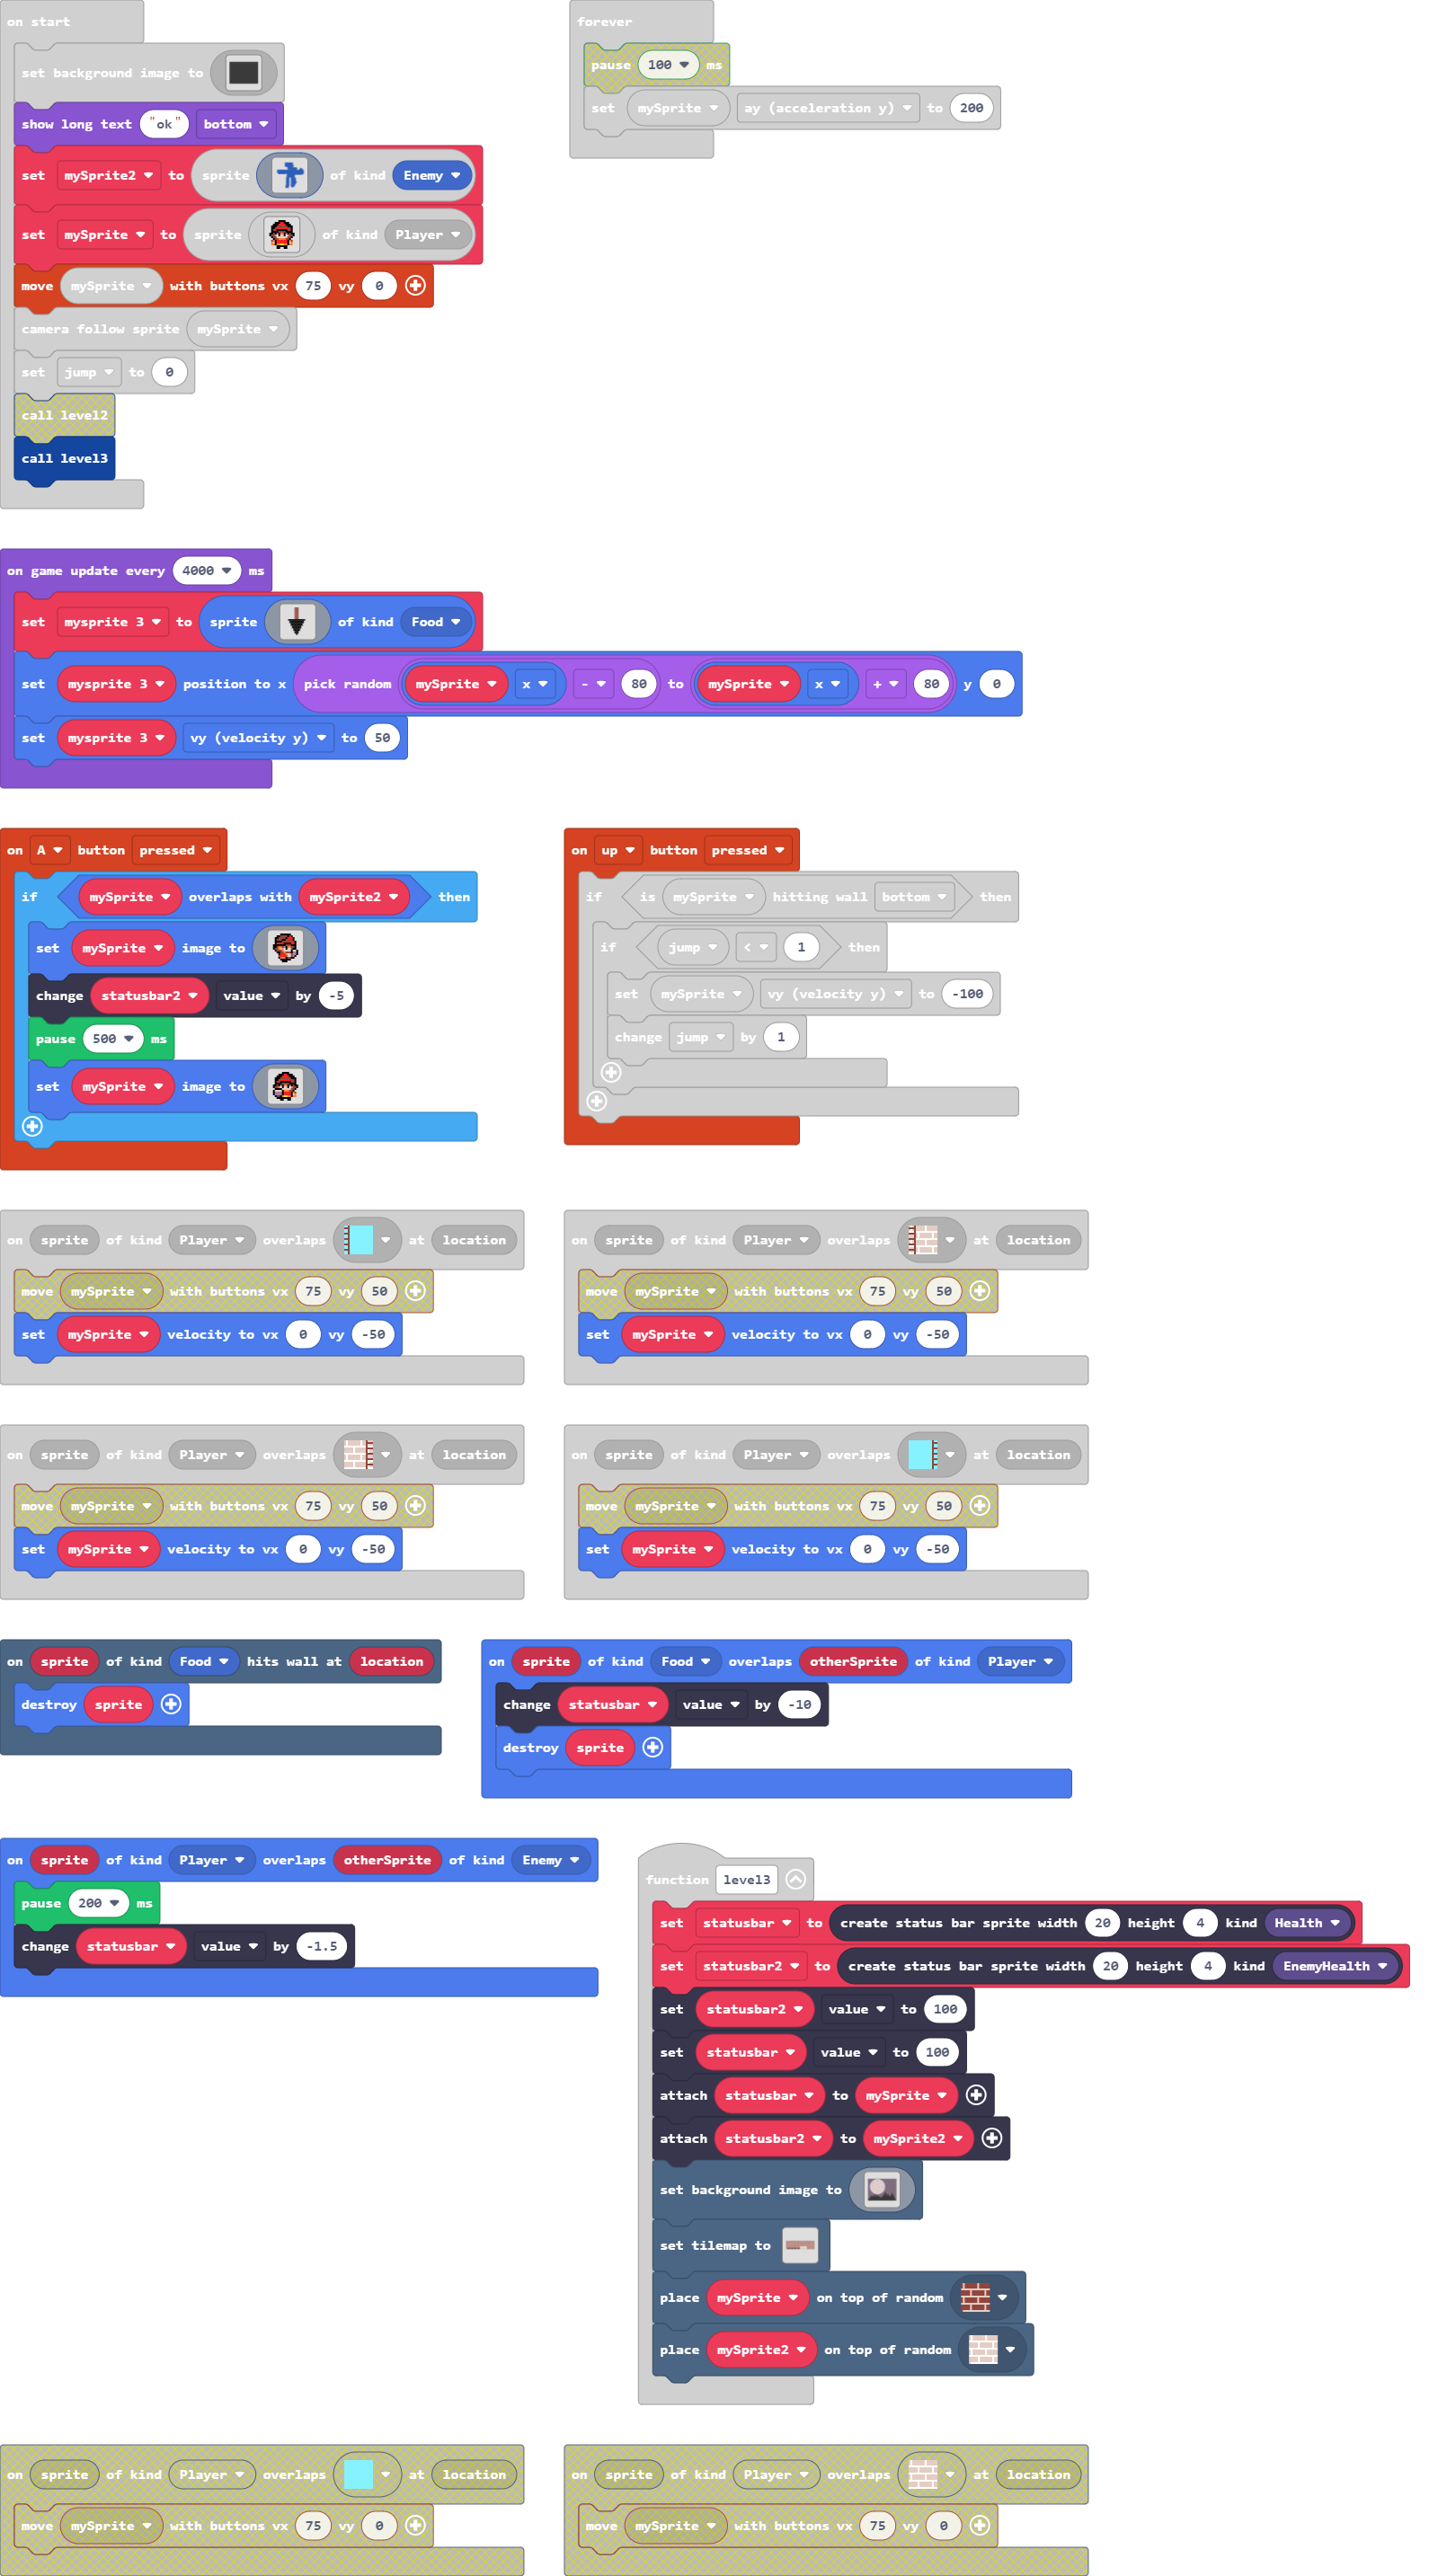 on start
set background image to
show long text "ok" bottom
set mySprite2 to sprite of kind Enemy
set mySprite to sprite of kind Player
move mySprite with buttons vx 75 vy 0
camera follow sprite mySprite
set jump to 0
call level2
call level3
forever
pause 100 ms
set mySprite ay (acceleration y) to 200
on game update every 4000 ms
set mysprite 3 to sprite of kind Food
set mysprite 3 position to x pick random mySprite x - 80 to mySprite x + 80 y 0
set mysprite 3 vy (velocity y) to 50
on A button pressed
if mySprite overlaps with mySprite2 then
set mySprite image to
change statusbar2 value by -5
pause 500 ms
set mySprite image to
on up button pressed
if is mySprite hitting wall bottom then
if jump < 1 then
set mySprite vy (velocity y) to -100
change jump by 1
on sprite of kind Player overlaps at location
move mySprite with buttons vx 75 vy 50
set mySprite velocity to vx 0 vy -50
on sprite of kind Player overlaps at location
move mySprite with buttons vx 75 vy 50
set mySprite velocity to vx 0 vy -50
on sprite of kind Player overlaps at location
move mySprite with buttons vx 75 vy 50
set mySprite velocity to vx 0 vy -50
on sprite of kind Player overlaps at location
move mySprite with buttons vx 75 vy 50
set mySprite velocity to vx 0 vy -50
on sprite of kind Food hits wall at location
destroy sprite
on sprite of kind Food overlaps otherSprite of kind Player
change statusbar value by -10
destroy sprite
on sprite of kind Player overlaps otherSprite of kind Enemy
pause 200 ms
change statusbar value by -1.5
function level3
set statusbar to create status bar sprite width 20 height 4 kind Health
set statusbar2 to create status bar sprite width 20 height 4 kind EnemyHealth
set statusbar2 value to 100
set statusbar value to 100
attach statusbar to mySprite
attach statusbar2 to mySprite2
set background image to
set tilemap to
place mySprite on top of random
place mySprite2 on top of random
on sprite of kind Player overlaps at location
move mySprite with buttons vx 75 vy 0
on sprite of kind Player overlaps at location
move mySprite with buttons vx 75 vy 0